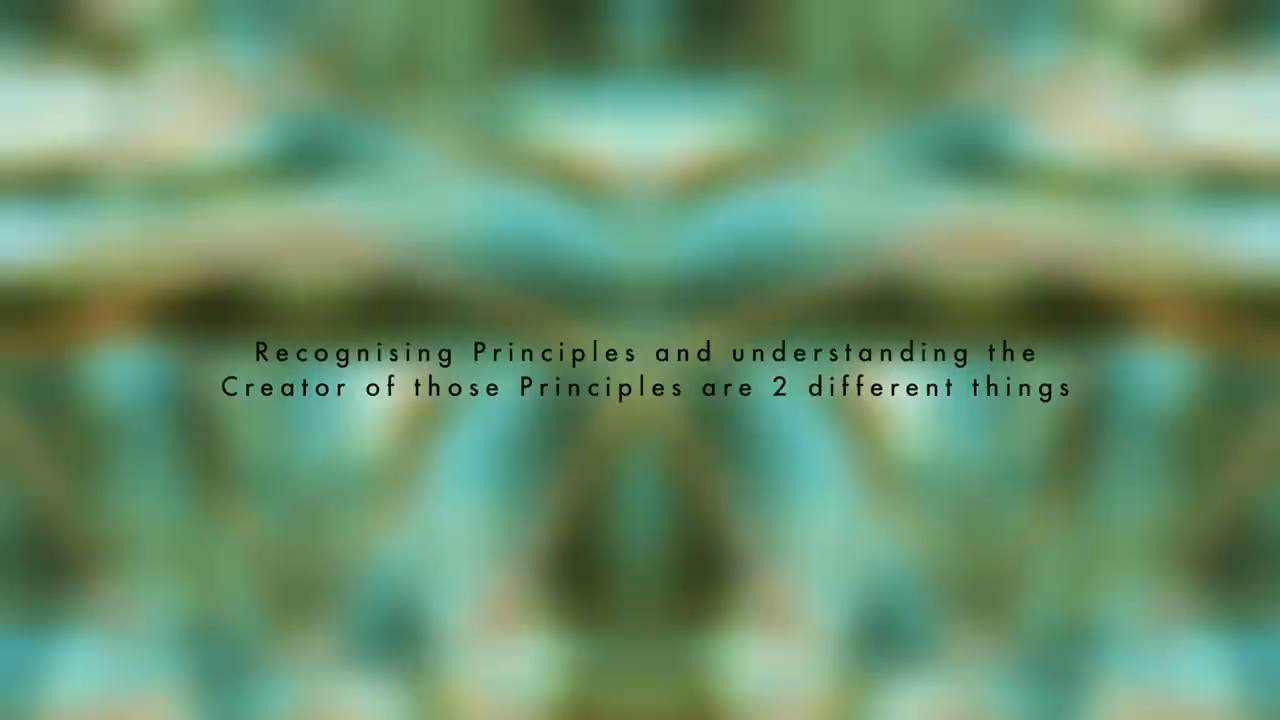 Recognising Principles and understanding the
Creator of those Principles are 2 different things